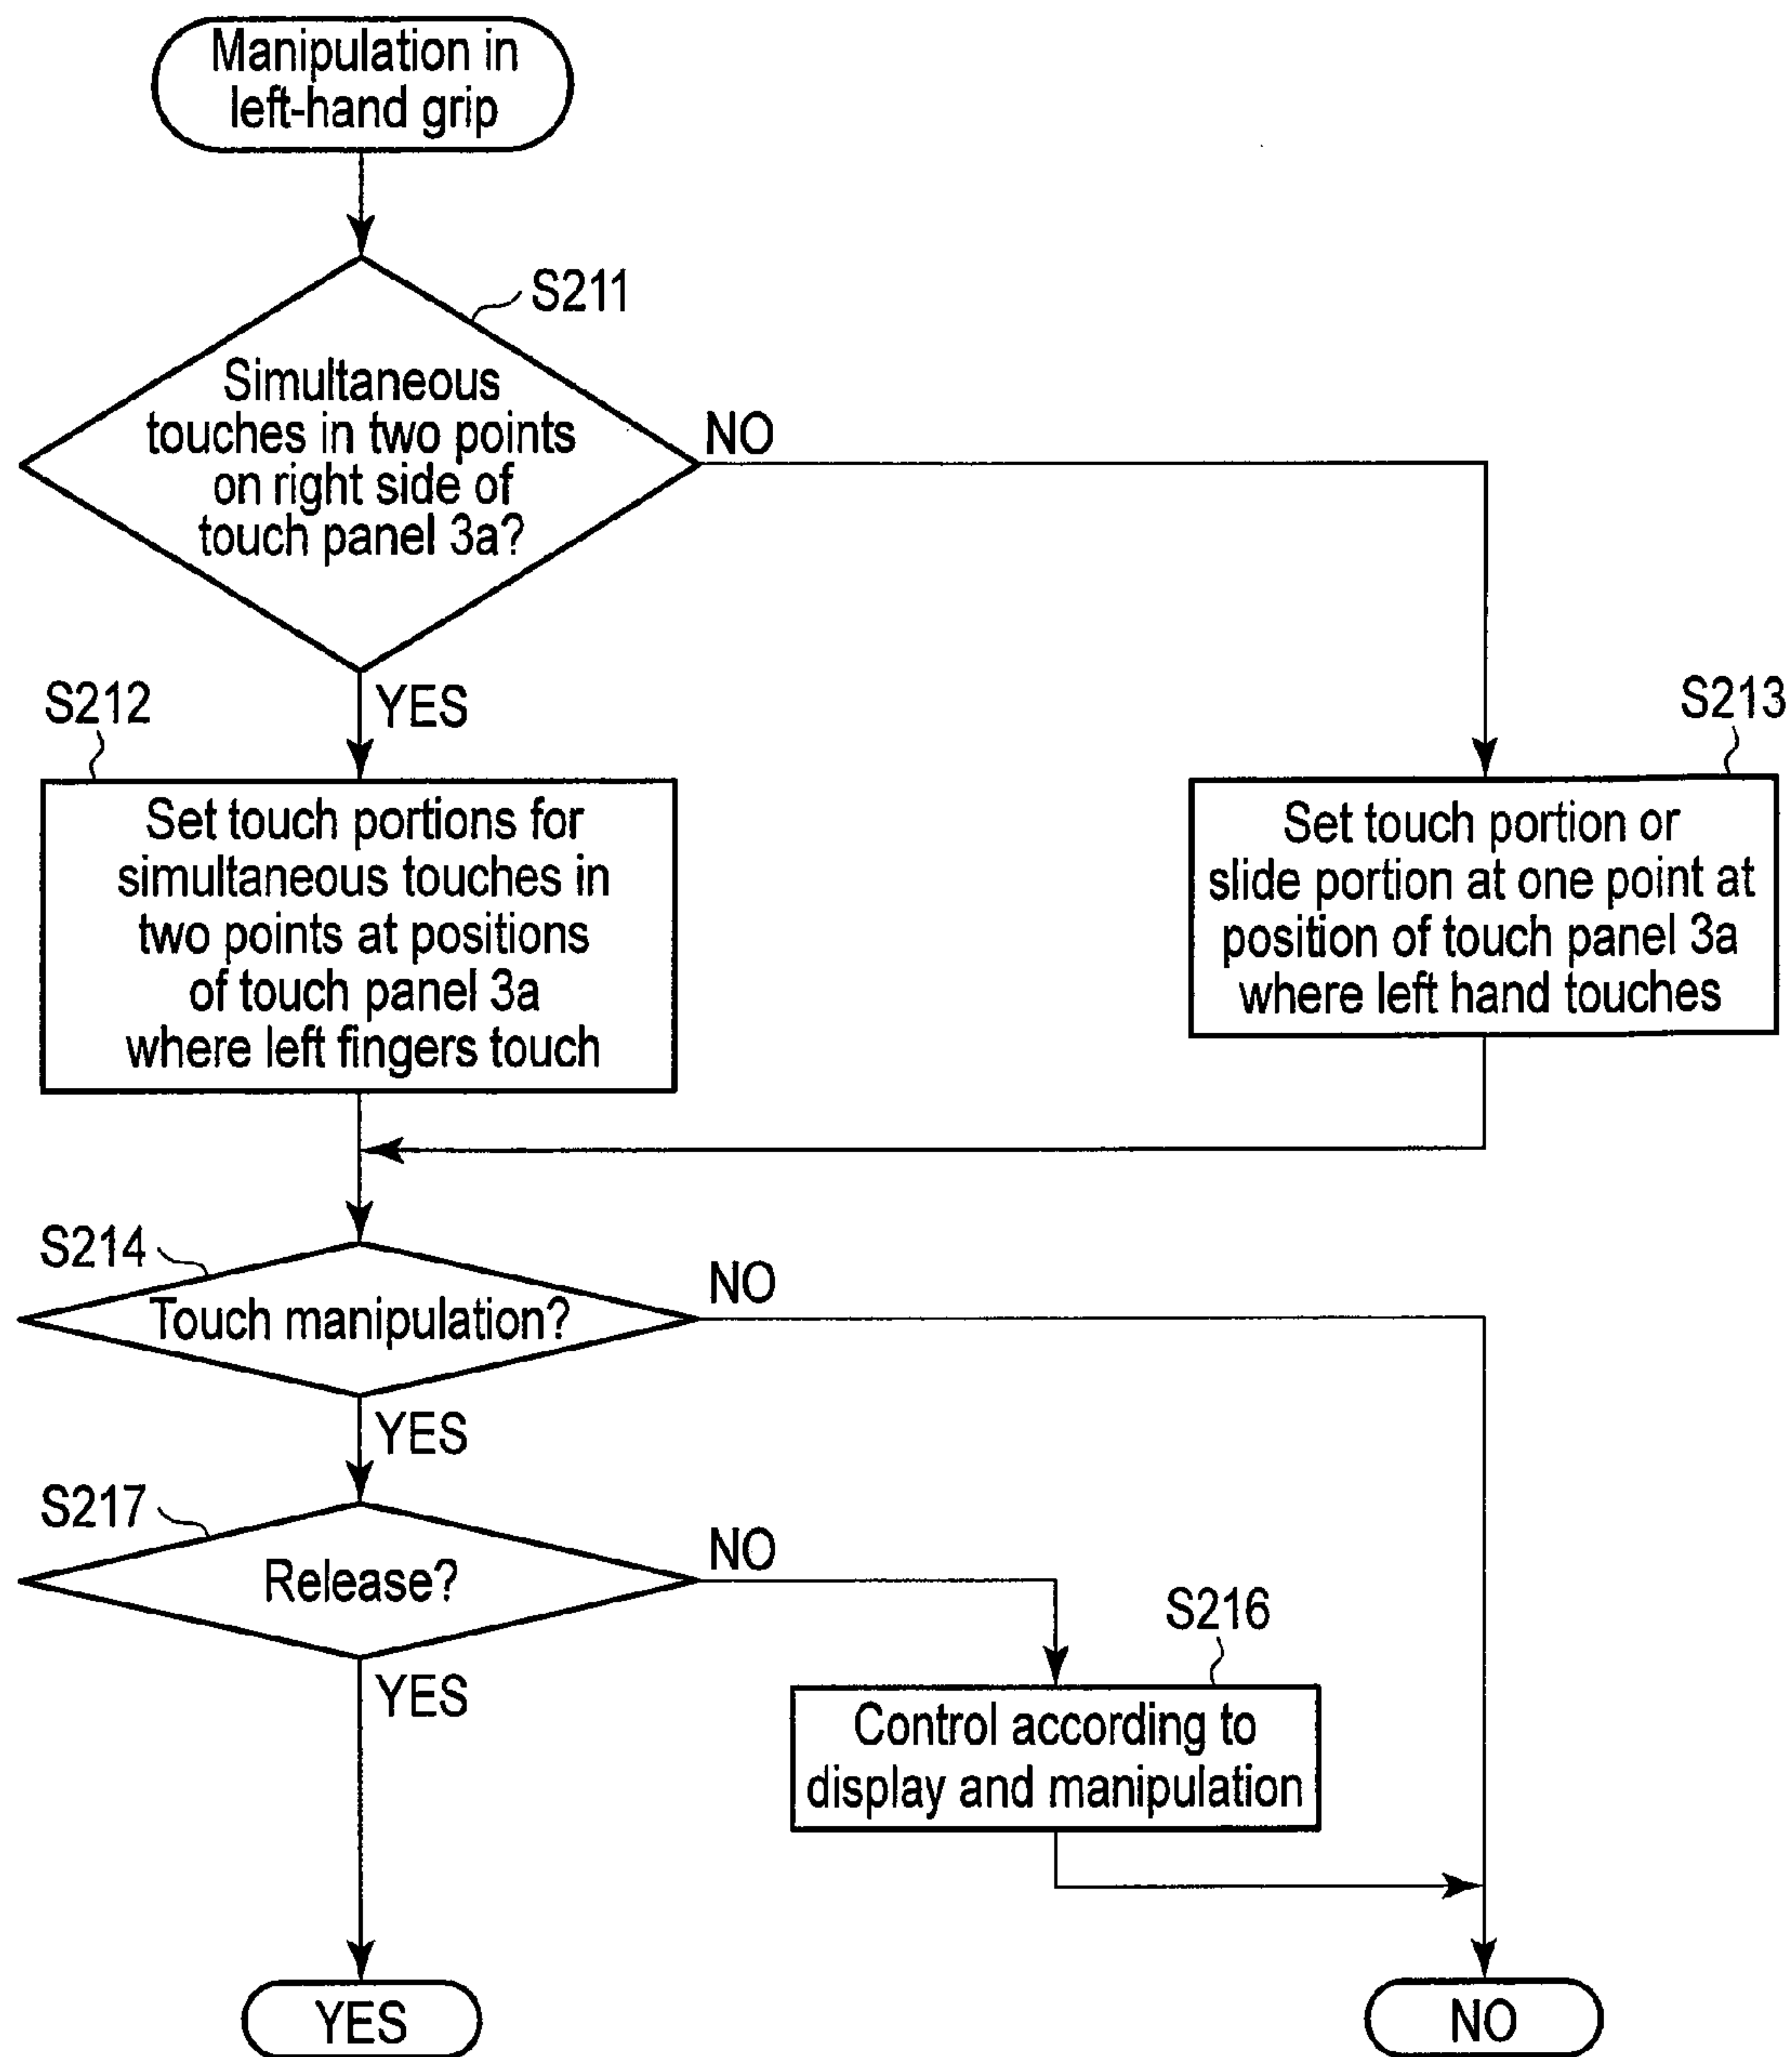 Manipulation in
left-hand grip
S211
Simultaneous
touches in two points
on right side of
touch panel 3a?
NO
YES
S212
Set touch portions for
simultaneous touches in
two points at positions
of touch panel 3a
where left fingers touch
S213
Set touch portion or
slide portion at one point at
position of touch panel 3a
where left hand touches
S214
Touch manipulation?
NO
YES
S217
Release?
NO
YES
S216
Control according to
display and manipulation
YES
NO